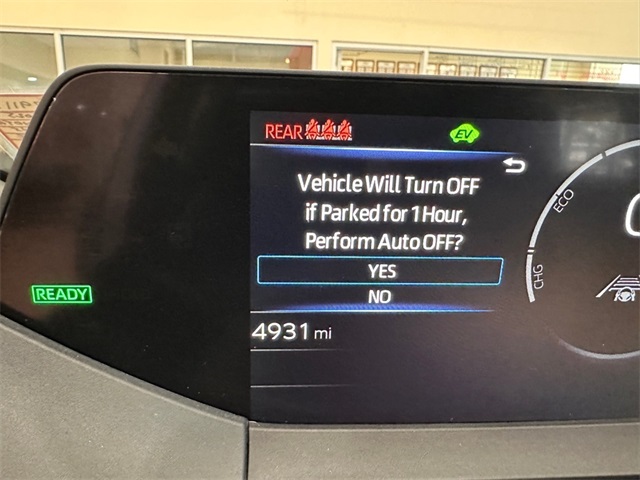 REAR
EV
Vehicle Will Turn OFF
if Parked for 1 Hour,
Perform Auto OFF?
YES
NO
READY
4931 mi
ECO
CHG